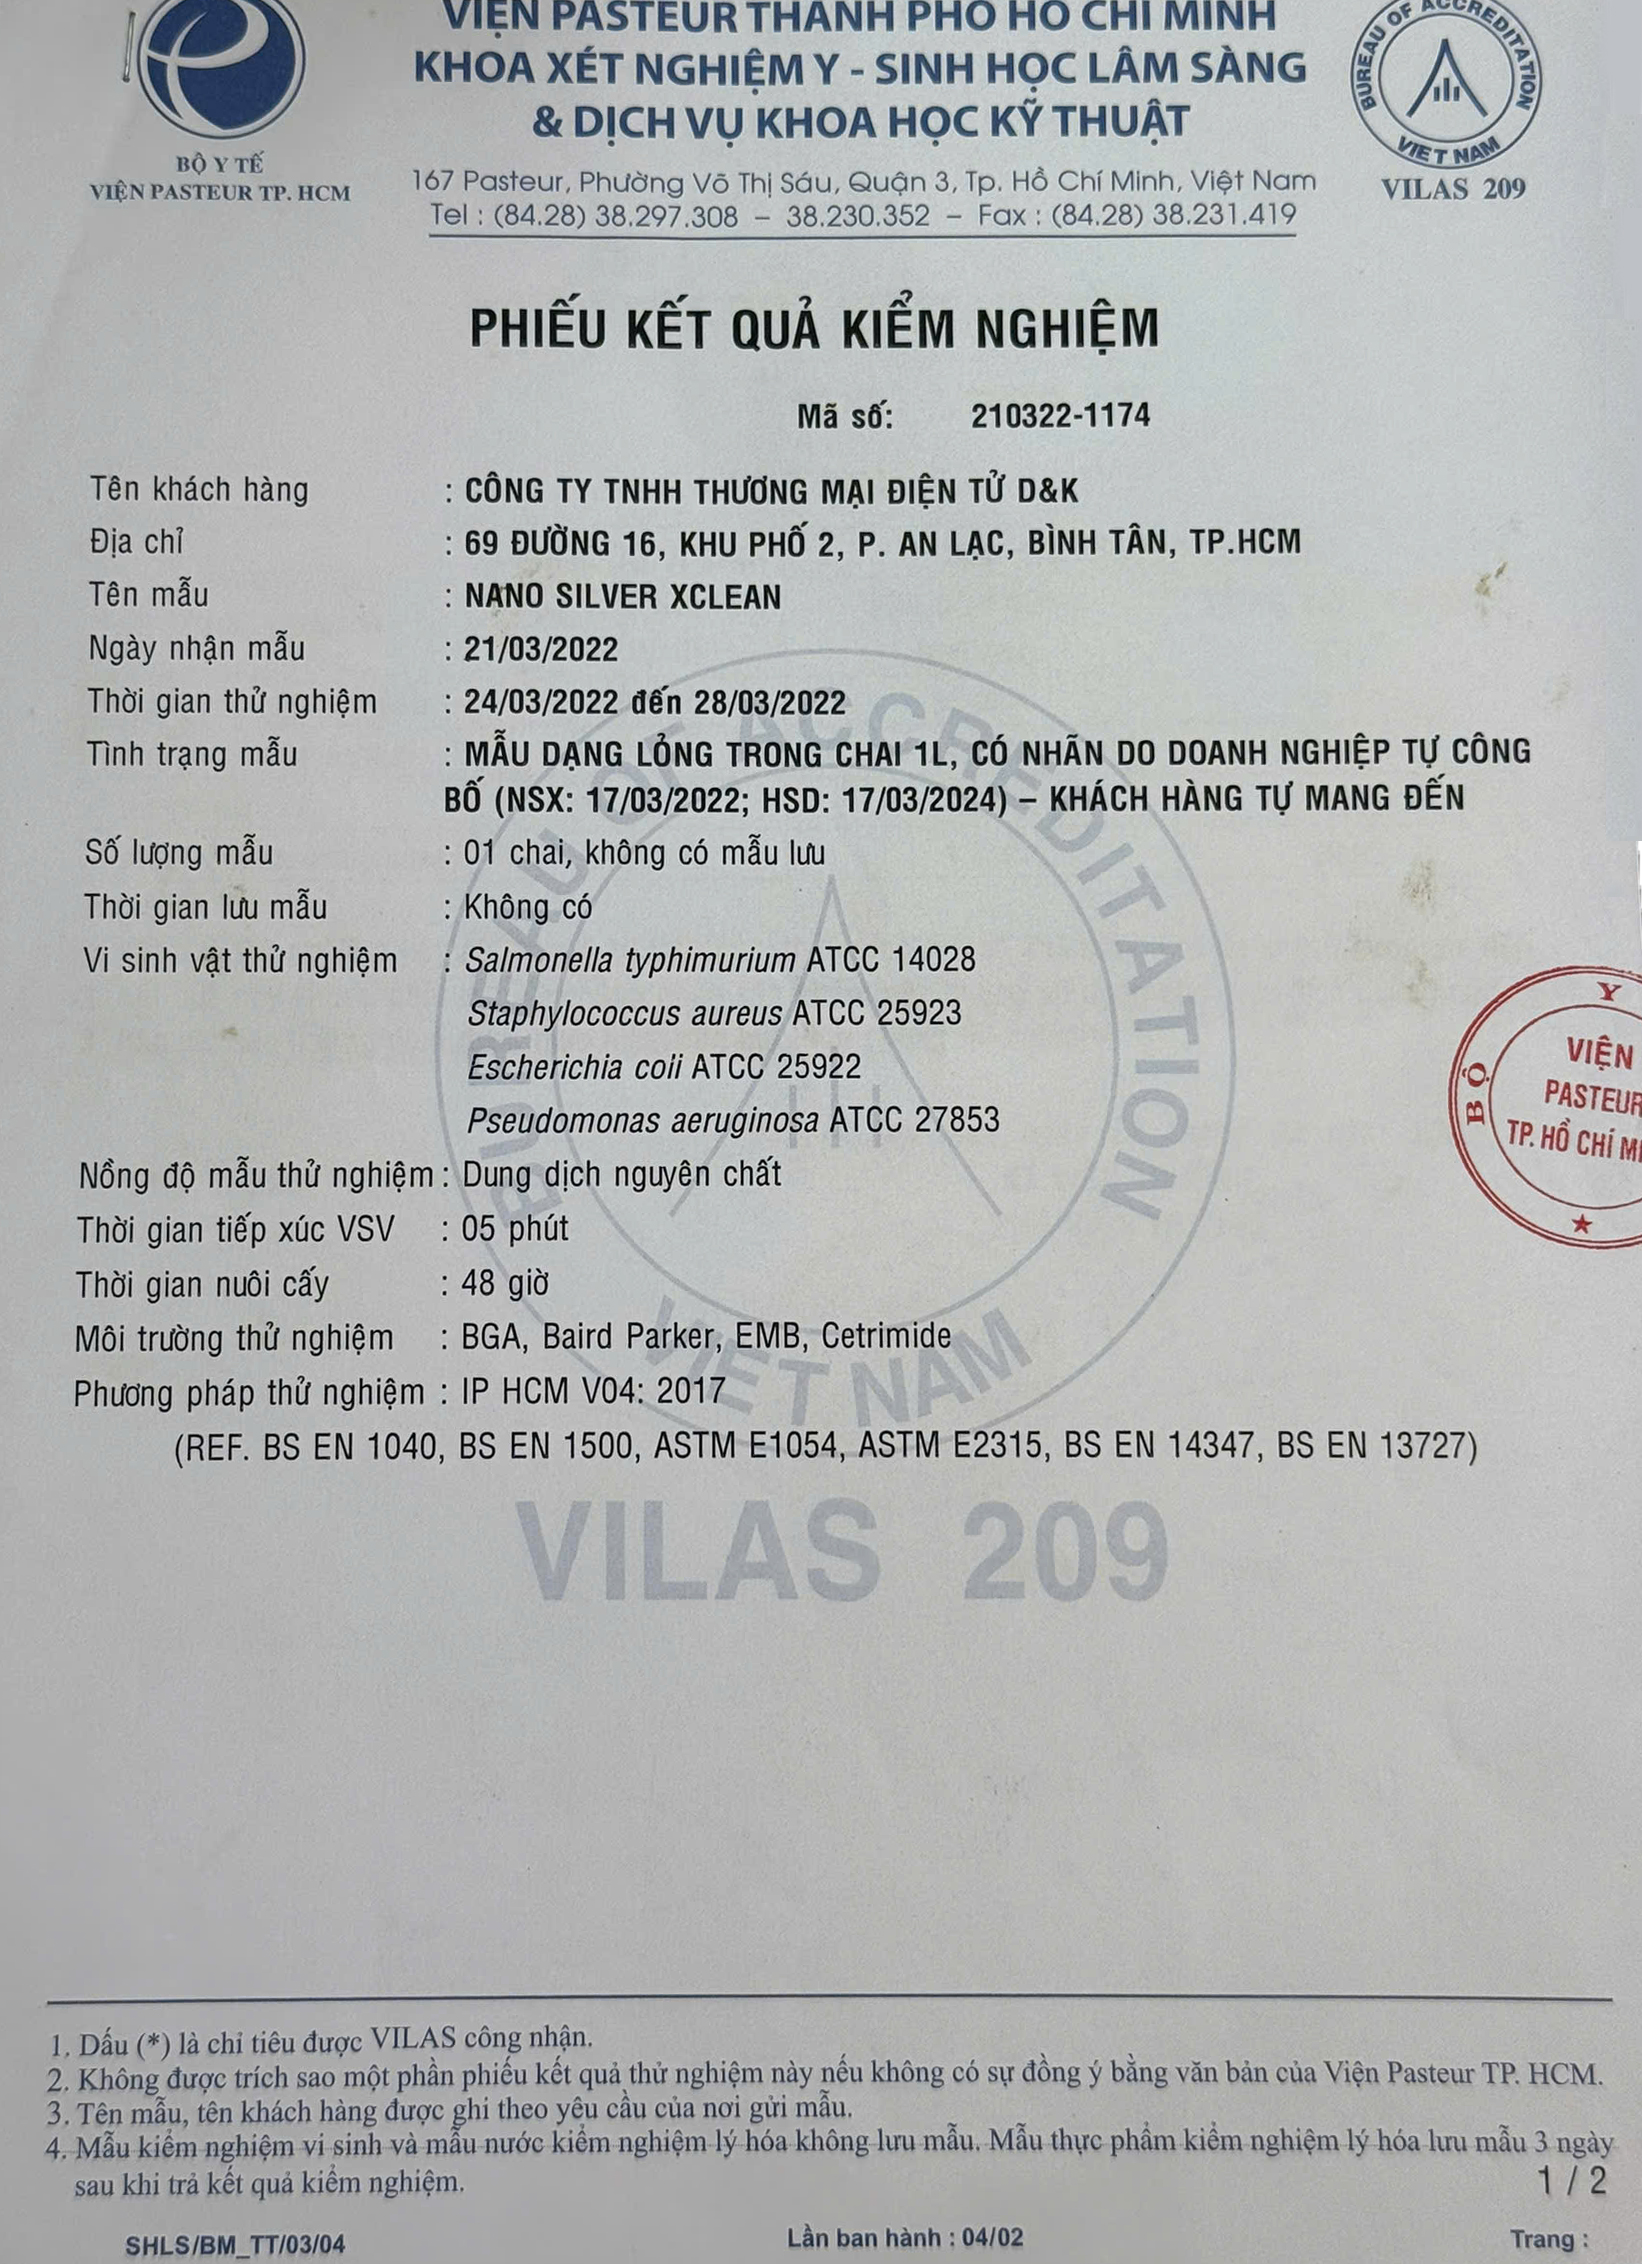 VIỆN PASTEUR THÀNH PHỐ HỒ CHÍ MINH
KHOA XÉT NGHIỆM Y - SINH HỌC LÂM SÀNG
& DỊCH VỤ KHOA HỌC KỸ THUẬT
167 Pasteur, Phường Võ Thị Sáu, Quận 3, Tp. Hồ Chí Minh, Việt Nam
Tel : (84.28) 38.297.308 – 38.230.352 – Fax : (84.28) 38.231.419
BỘ Y TẾ
VIỆN PASTEUR TP. HCM
BUREAU OF ACCREDITATION
VIET NAM
VILAS 209
PHIẾU KẾT QUẢ KIỂM NGHIỆM
Mã số: 210322-1174
Tên khách hàng : CÔNG TY TNHH THƯƠNG MẠI ĐIỆN TỬ D&K
Địa chỉ : 69 ĐƯỜNG 16, KHU PHỐ 2, P. AN LẠC, BÌNH TÂN, TP.HCM
Tên mẫu : NANO SILVER XCLEAN
Ngày nhận mẫu : 21/03/2022
Thời gian thử nghiệm : 24/03/2022 đến 28/03/2022
Tình trạng mẫu : MẪU DẠNG LỎNG TRONG CHAI 1L, CÓ NHÃN DO DOANH NGHIỆP TỰ CÔNG
BỐ (NSX: 17/03/2022; HSD: 17/03/2024) – KHÁCH HÀNG TỰ MANG ĐẾN
Số lượng mẫu : 01 chai, không có mẫu lưu
Thời gian lưu mẫu : Không có
Vi sinh vật thử nghiệm : Salmonella typhimurium ATCC 14028
Staphylococcus aureus ATCC 25923
Escherichia coli ATCC 25922
Pseudomonas aeruginosa ATCC 27853
Nồng độ mẫu thử nghiệm : Dung dịch nguyên chất
Thời gian tiếp xúc VSV : 05 phút
Thời gian nuôi cấy : 48 giờ
Môi trường thử nghiệm : BGA, Baird Parker, EMB, Cetrimide
Phương pháp thử nghiệm : IP HCM V04: 2017
(REF. BS EN 1040, BS EN 1500, ASTM E1054, ASTM E2315, BS EN 14347, BS EN 13727)
BUREAU OF ACCREDITATION
VIET NAM
VILAS 209
BỘ Y
VIỆN
PASTEUR
TP. HỒ CHÍ
1. Dấu (*) là chỉ tiêu được VILAS công nhận.
2. Không được trích sao một phần phiếu kết quả thử nghiệm này nếu không có sự đồng ý bằng văn bản của Viện Pasteur TP. HCM.
3. Tên mẫu, tên khách hàng được ghi theo yêu cầu của nơi gửi mẫu.
4. Mẫu kiểm nghiệm vi sinh và mẫu nước kiểm nghiệm lý hóa không lưu mẫu. Mẫu thực phẩm kiểm nghiệm lý hóa lưu mẫu 3 ngày
sau khi trả kết quả kiểm nghiệm.
1 / 2
SHLS/BM_TT/03/04 Lần ban hành : 04/02 Trang :